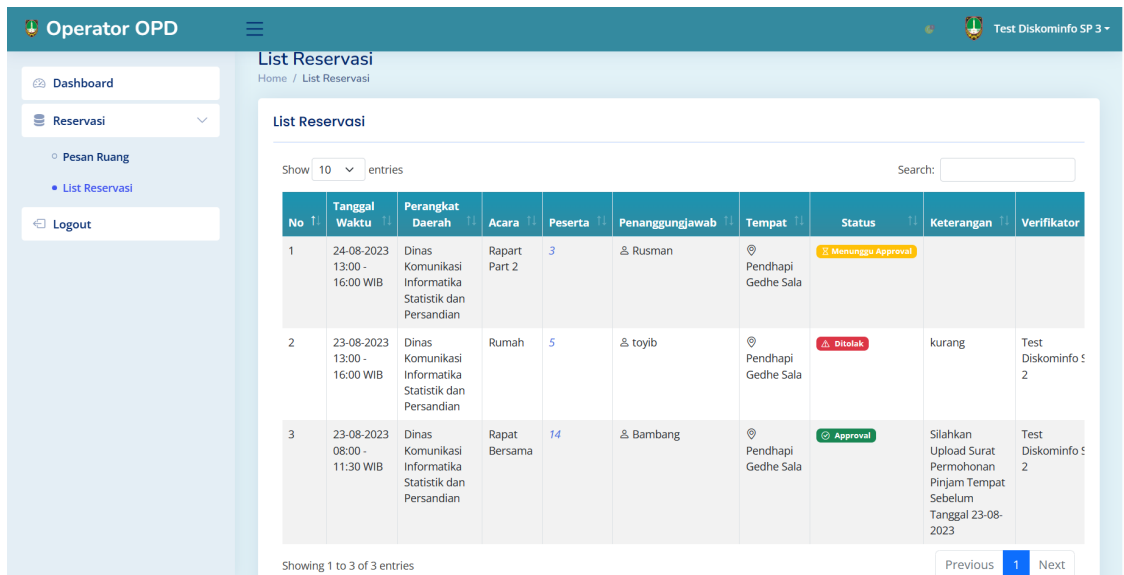 Operator OPD
Test Diskominfo SP 3
Dashboard
Reservasi
Pesan Ruang
List Reservasi
Logout
List Reservasi
Home / List Reservasi
List Reservasi
Show 10 entries
Search:
No
Tanggal
Waktu
Perangkat
Daerah
Acara
Peserta
Penanggungjawab
Tempat
Status
Keterangan
Verifikator
1
24-08-2023
13:00 -
16:00 WIB
Dinas
Komunikasi
Informatika
Statistik dan
Persandian
Rapart
Part 2
3
Rusman
Pendhapi
Gedhe Sala
Menunggu Approval
2
23-08-2023
13:00 -
16:00 WIB
Dinas
Komunikasi
Informatika
Statistik dan
Persandian
Rumah
5
toyib
Pendhapi
Gedhe Sala
Ditolak
kurang
Test
Diskominfo S
2
3
23-08-2023
08:00 -
11:30 WIB
Dinas
Komunikasi
Informatika
Statistik dan
Persandian
Rapat
Bersama
14
Bambang
Pendhapi
Gedhe Sala
Approval
Silahkan
Upload Surat
Permohonan
Pinjam Tempat
Sebelum
Tanggal 23-08-
2023
Test
Diskominfo S
2
Showing 1 to 3 of 3 entries
Previous 1 Next